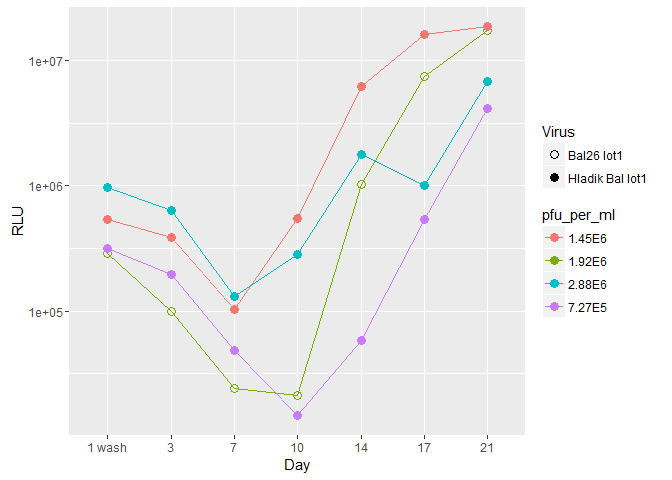 RLU
1e+07
1e+06
1e+05
1 wash 3 7 10 14 17 21
Day
Virus
Bal26 lot1
Hladik Bal lot1
pfu_per_ml
1.45E6
1.92E6
2.88E6
7.27E5